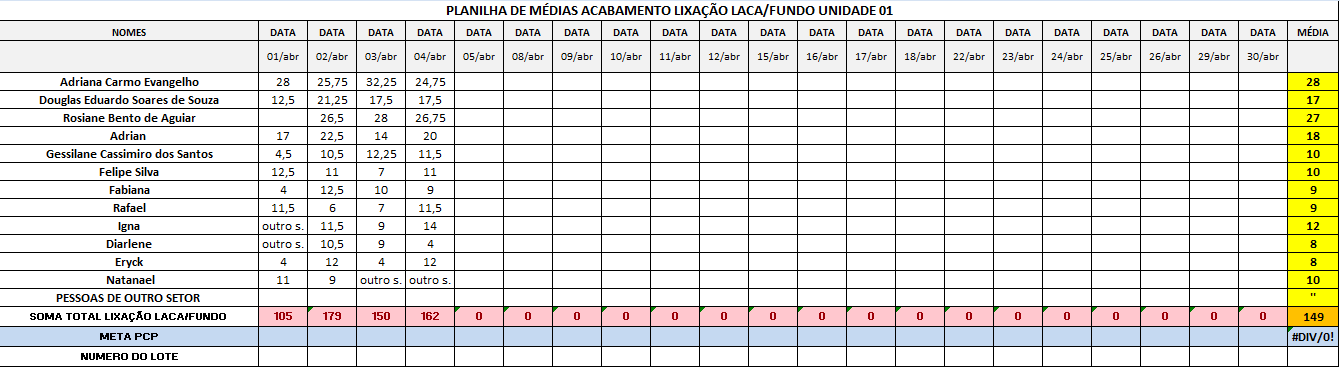 PLANILHA DE MÉDIAS ACABAMENTO LIXAÇÃO LACA/FUNDO UNIDADE 01
NOMES DATA DATA DATA DATA DATA DATA DATA DATA DATA DATA DATA DATA DATA DATA DATA DATA DATA DATA DATA DATA DATA MÉDIA
01/abr 02/abr 03/abr 04/abr 05/abr 08/abr 09/abr 10/abr 11/abr 12/abr 15/abr 16/abr 17/abr 18/abr 22/abr 23/abr 24/abr 25/abr 26/abr 29/abr 30/abr
Adriana Carmo Evangelho 28 25,75 32,25 24,75 28
Douglas Eduardo Soares de Souza 12,5 21,25 17,5 17,5 17
Rosiane Bento de Aguiar 26,5 28 26,75 27
Adrian 17 22,5 14 20 18
Gessilane Cassimiro dos Santos 4,5 10,5 12,25 11,5 10
Felipe Silva 12,5 11 7 11 10
Fabiana 4 12,5 10 9 9
Rafael 11,5 6 7 11,5 9
Igna outro s. 11,5 9 14 12
Diarlene outro s. 10,5 9 4 8
Eryck 4 12 4 12 8
Natanael 11 9 outro s. outro s. 10
PESSOAS DE OUTRO SETOR "
SOMA TOTAL LIXAÇÃO LACA/FUNDO 105 179 150 162 0 0 0 0 0 0 0 0 0 0 0 0 0 0 0 0 0 149
META PCP #DIV/0!
NUMERO DO LOTE